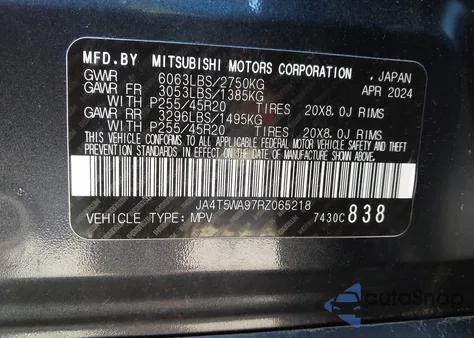 MFD.BY MITSUBISHI MOTORS CORPORATION , JAPAN
GVWR 6063LBS/2750KG APR 2024
GAWR FR 3053LBS/1385KG
WITH P255/45R20 TIRES 20X8.0J RIMS
GAWR RR 3296LBS/1495KG
WITH P255/45R20 TIRES 20X8.0J RIMS
THIS VEHICLE CONFORMS TO ALL APPLICABLE FEDERAL MOTOR VEHICLE SAFETY AND THEFT
PREVENTION STANDARDS IN EFFECT ON THE DATE OF MANUFACTURE SHOWN ABOVE.
JA4T5WA97RZ065218
VEHICLE TYPE: MPV 7430C 838
AutoSnap